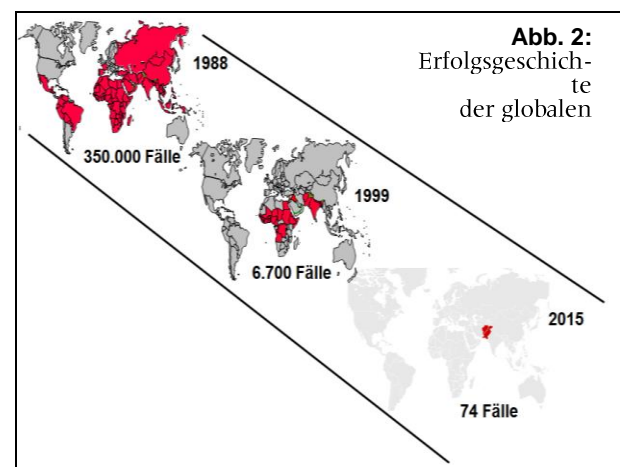 Abb. 2:
Erfolgsgeschich-
te
der globalen
1988
350.000 Fälle
1999
6.700 Fälle
2015
74 Fälle